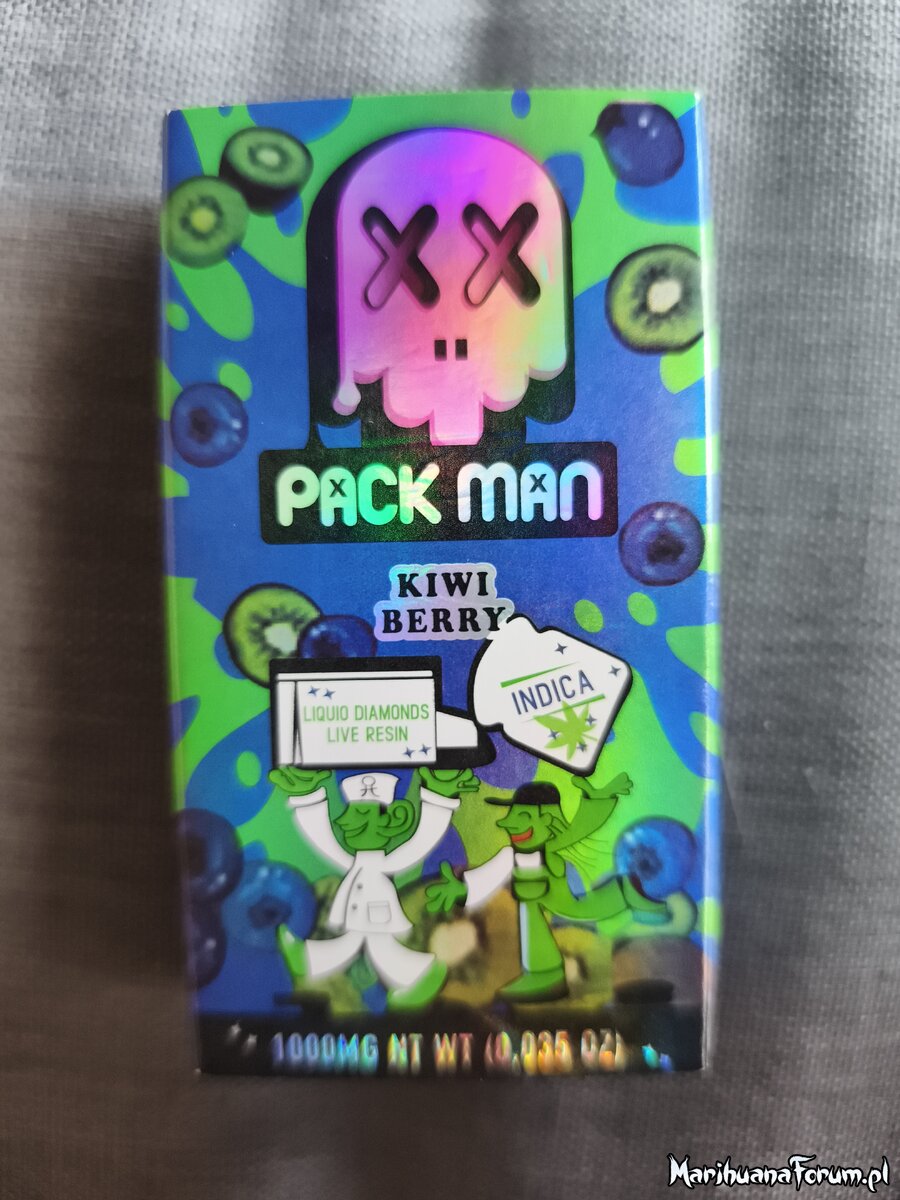 PACK MAN
KIWI
BERRY
LIQUID DIAMONDS
LIVE RESIN
INDICA
1000MG NT WT (0.035 OZ)
MarihuanaForum.pl